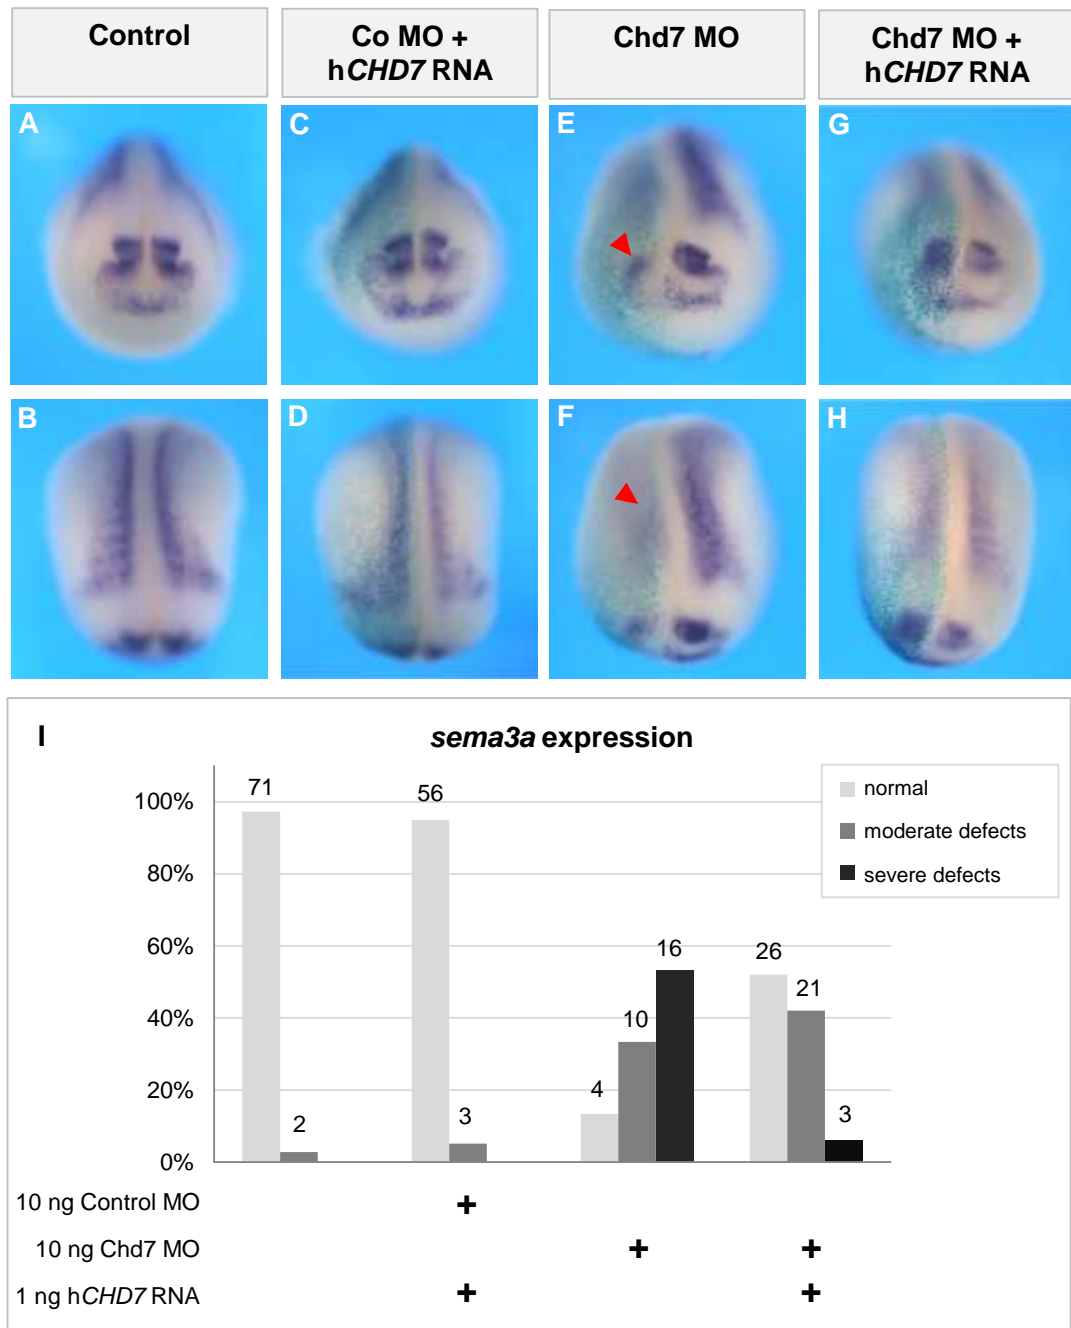 Control
Co MO +
hCHD7 RNA
Chd7 MO
Chd7 MO +
hCHD7 RNA
A
C
E
G
B
D
F
H
I
sema3a expression
normal
moderate defects
severe defects
100%
80%
60%
40%
20%
0%
71
2
56
3
4
10
16
26
21
3
10 ng Control MO +
10 ng Chd7 MO + +
1 ng hCHD7 RNA + +